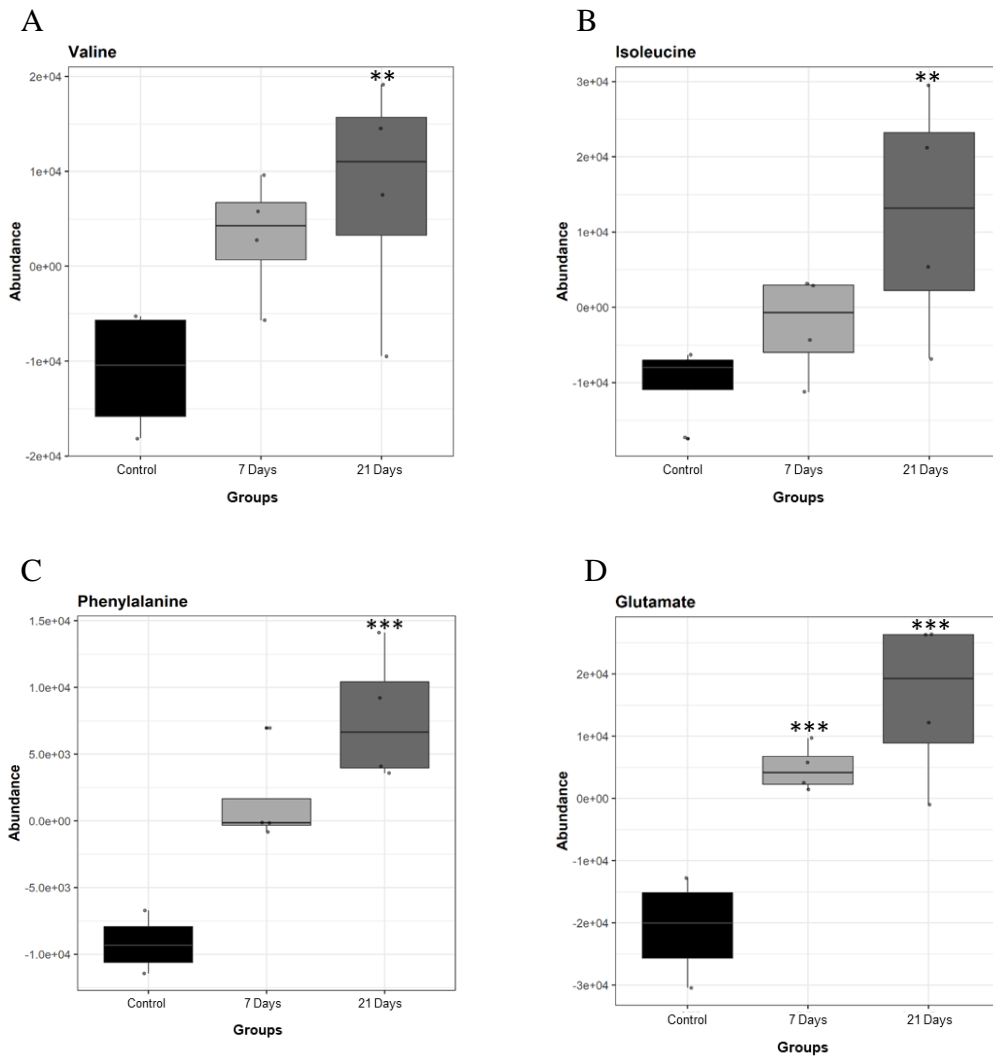 A
Valine
**
2e+04
1e+04
0e+00
-1e+04
-2e+04
Abundance
Control
7 Days
21 Days
Groups
B
Isoleucine
**
3e+04
2e+04
1e+04
0e+00
-1e+04
Abundance
Control
7 Days
21 Days
Groups
C
Phenylalanine
***
1.5e+04
1.0e+04
5.0e+03
0.0e+00
-5.0e+03
-1.0e+04
Abundance
Control
7 Days
21 Days
Groups
D
Glutamate
***
***
2e+04
1e+04
0e+00
-1e+04
-2e+04
-3e+04
Abundance
Control
7 Days
21 Days
Groups